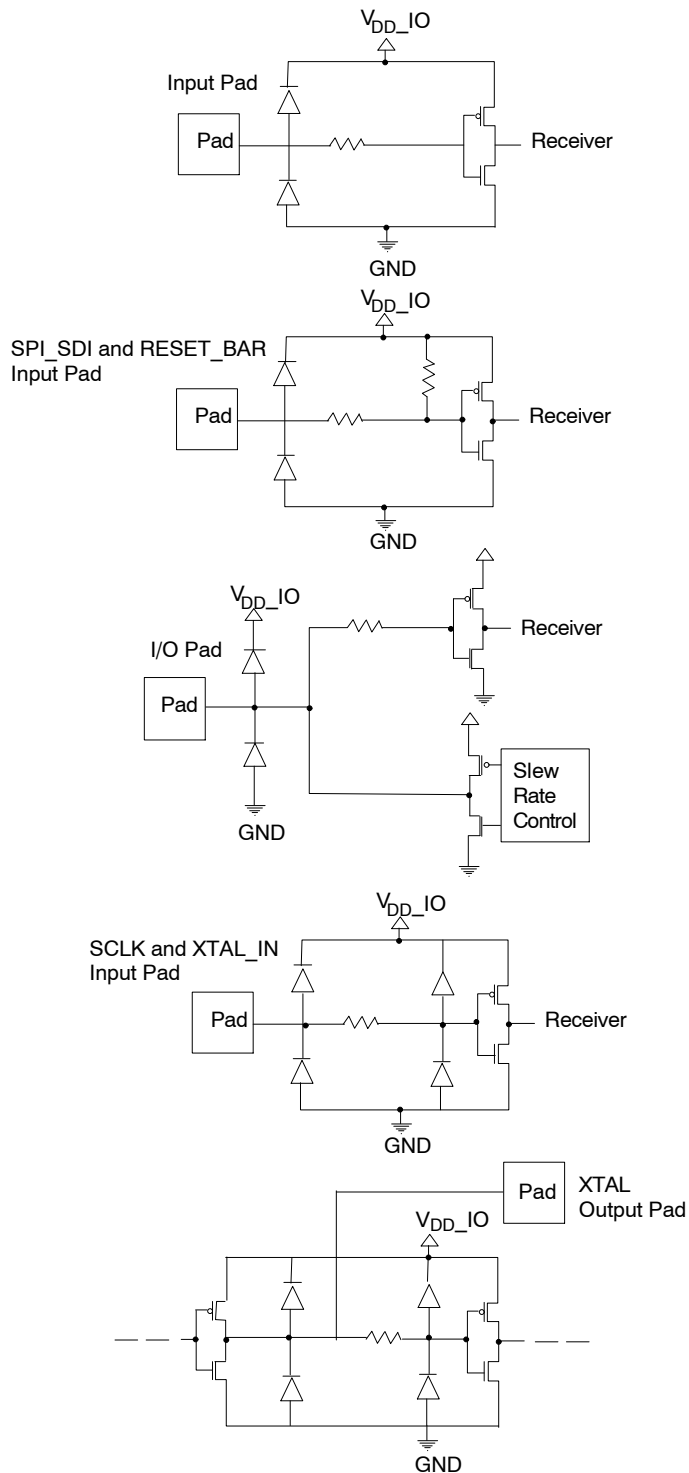 VDD_IO
Input Pad
Pad
Receiver
GND
VDD_IO
SPI_SDI and RESET_BAR
Input Pad
Pad
Receiver
GND
VDD_IO
Receiver
I/O Pad
Pad
Slew
Rate
Control
GND
VDD_IO
SCLK and XTAL_IN
Input Pad
Pad
Receiver
GND
Pad
XTAL
Output Pad
VDD_IO
GND